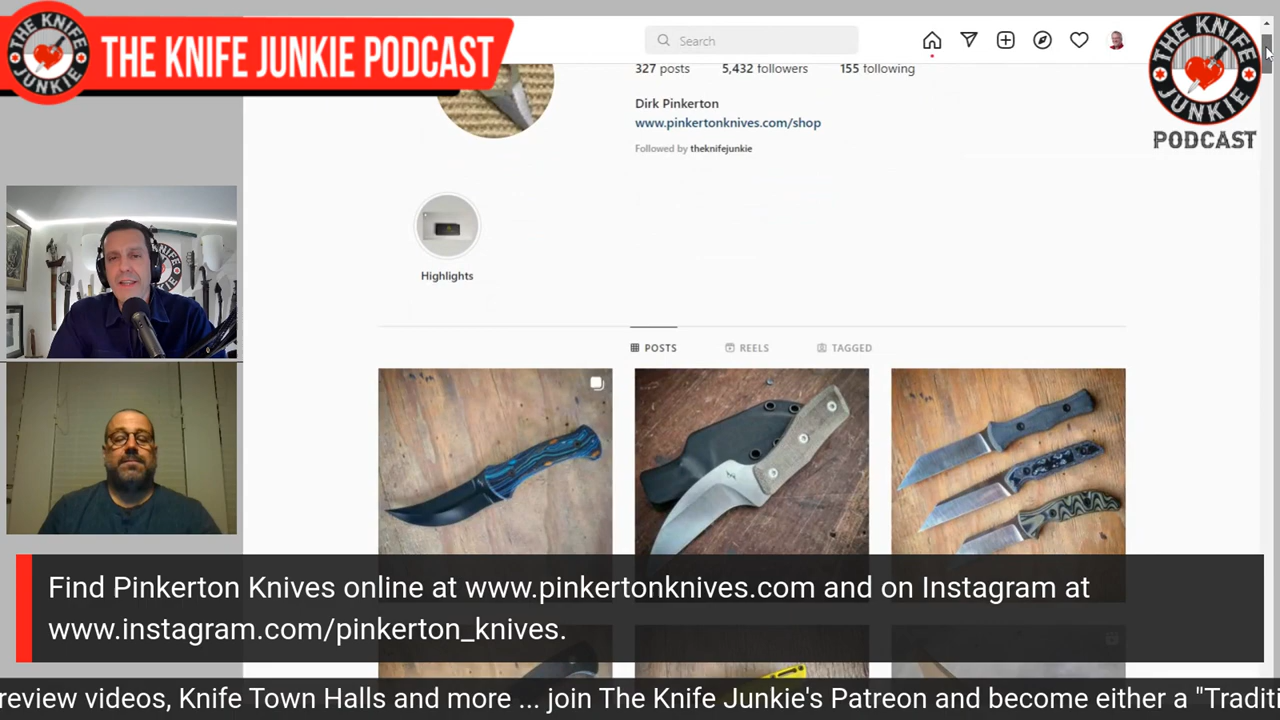 THE KNIFE JUNKIE
THE KNIFE JUNKIE PODCAST
Search
THE KNIFE JUNKIE
PODCAST
327 posts 5,432 followers 155 following
Dirk Pinkerton
www.pinkertonknives.com/shop
Followed by theknifejunkie
Highlights
POSTS REELS TAGGED
Find Pinkerton Knives online at www.pinkertonknives.com and on Instagram at
www.instagram.com/pinkerton_knives.
review videos, Knife Town Halls and more ... join The Knife Junkie's Patreon and become either a "Traditi